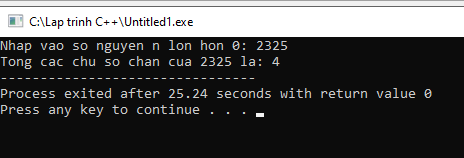 C:\Lap trinh C++\Untitled1.exe
Nhap vao so nguyen n lon hon 0: 2325
Tong cac chu so chan cua 2325 la: 4
--------------------------------
Process exited after 25.24 seconds with return value 0
Press any key to continue . . .